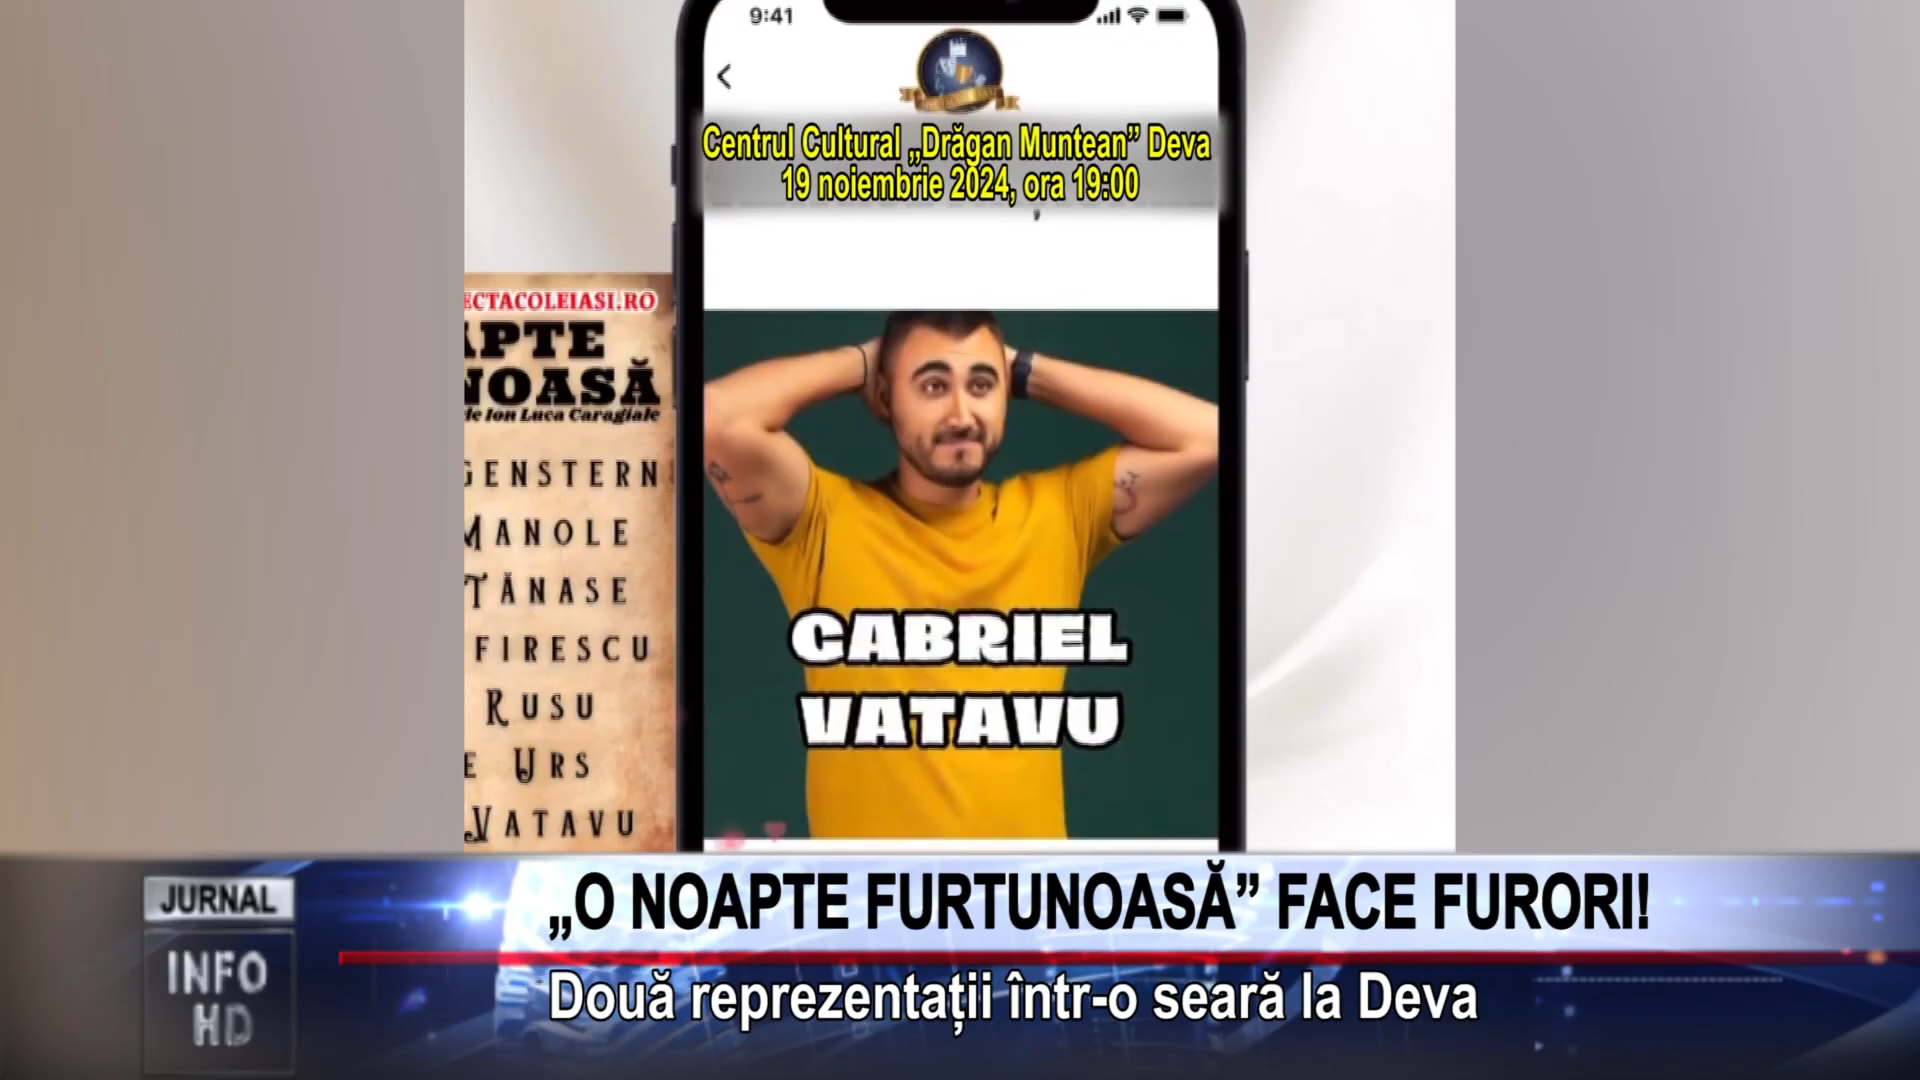 9:41
Centrul Cultural „Drăgan Muntean” Deva
19 noiembrie 2024, ora 19:00
ECTACOLEIASI.RO
APTE
NOASĂ
de Ion Luca Caragiale
GENSTERN
MANOLE
TĂNASE
FIRESCU
RUSU
E URS
VATAVU
GABRIEL
VATAVU
JURNAL
INFO
HD
„O NOAPTE FURTUNOASĂ” FACE FURORI!
Două reprezentații într-o seară la Deva